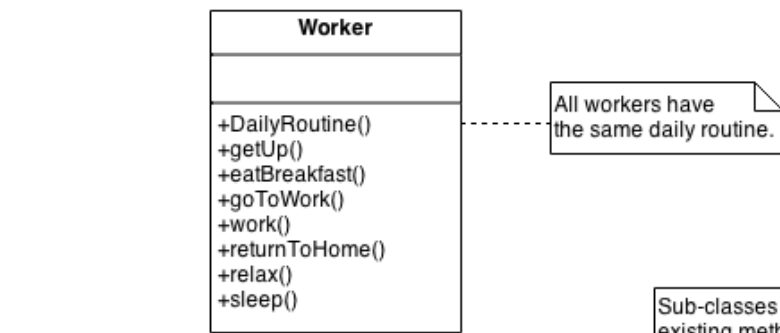 Worker
+DailyRoutine()
+getUp()
+eatBreakfast()
+goToWork()
+work()
+returnToHome()
+relax()
+sleep()
All workers have
the same daily routine.
Sub-classes
existing